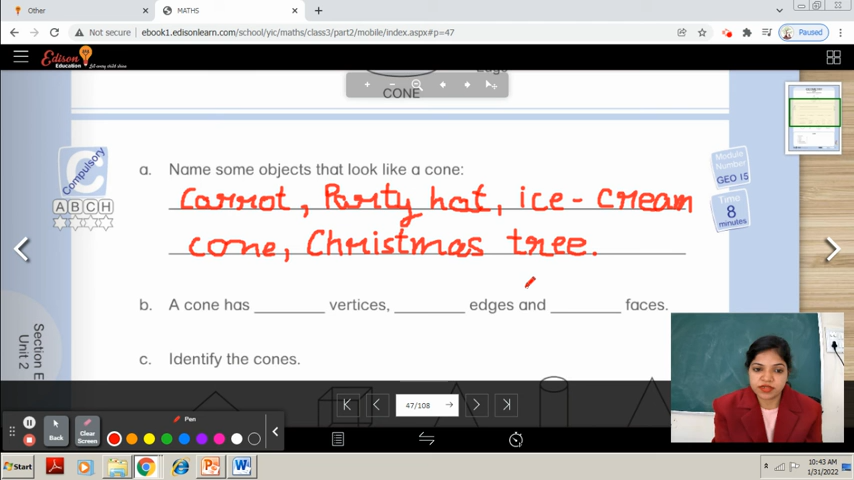 Other
MATHS
Not secure
ebook1.edisonlearn.com/school/yic/maths/class3/part2/mobile/index.aspx#p=47
Paused
Edison
Education
CONE
Edge
Compulsory
C
A B C H
Module
Number
GEO 15
Time
8
minutes
a. Name some objects that look like a cone:
Carrot, Party hat, ice-cream
cone, Christmas tree.
b. A cone has ________ vertices, ________ edges and ________ faces.
c. Identify the cones.
Section E
Unit 2
47/108
Pen
Back
Clear
Screen
Start
10:43 AM
1/31/2022